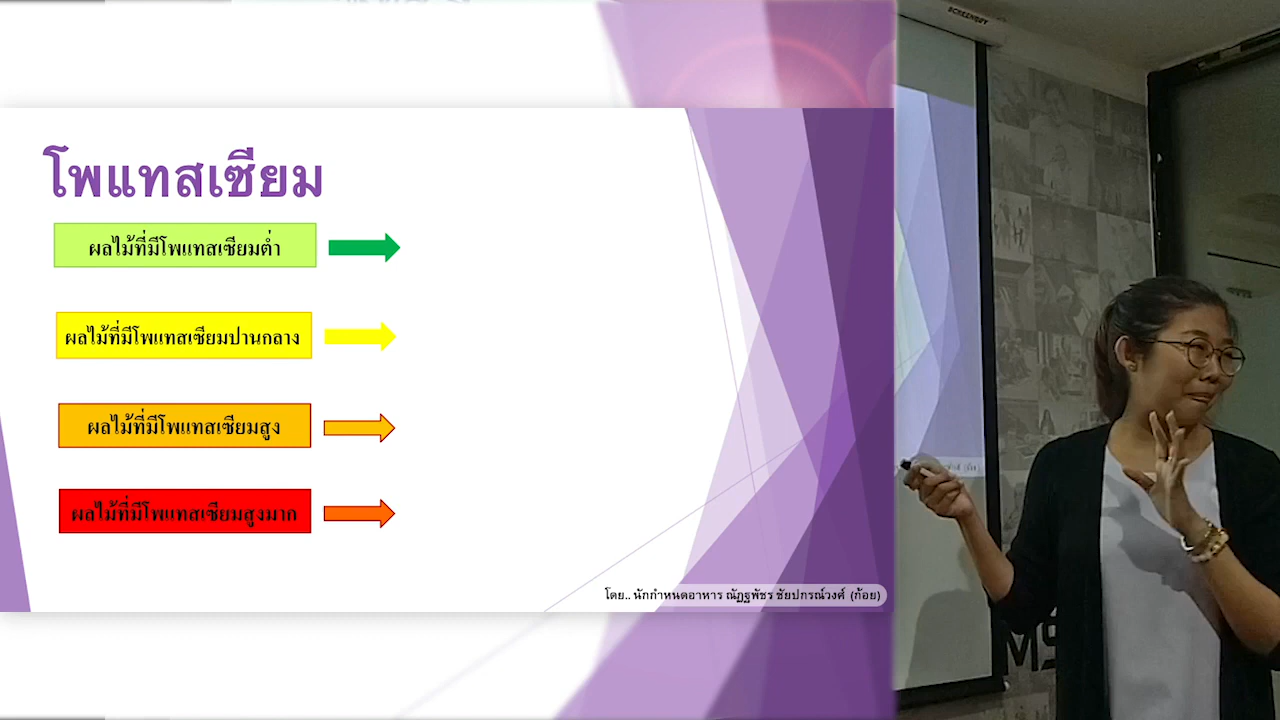 โพแทสเซียม
ผลไม้ที่มีโพแทสเซียมต่ำ
ผลไม้ที่มีโพแทสเซียมปานกลาง
ผลไม้ที่มีโพแทสเซียมสูง
ผลไม้ที่มีโพแทสเซียมสูงมาก
โดย.. นักกำหนดอาหาร ณัฏฐพัชร ชัยปกรณ์วงศ์ (ก้อย)